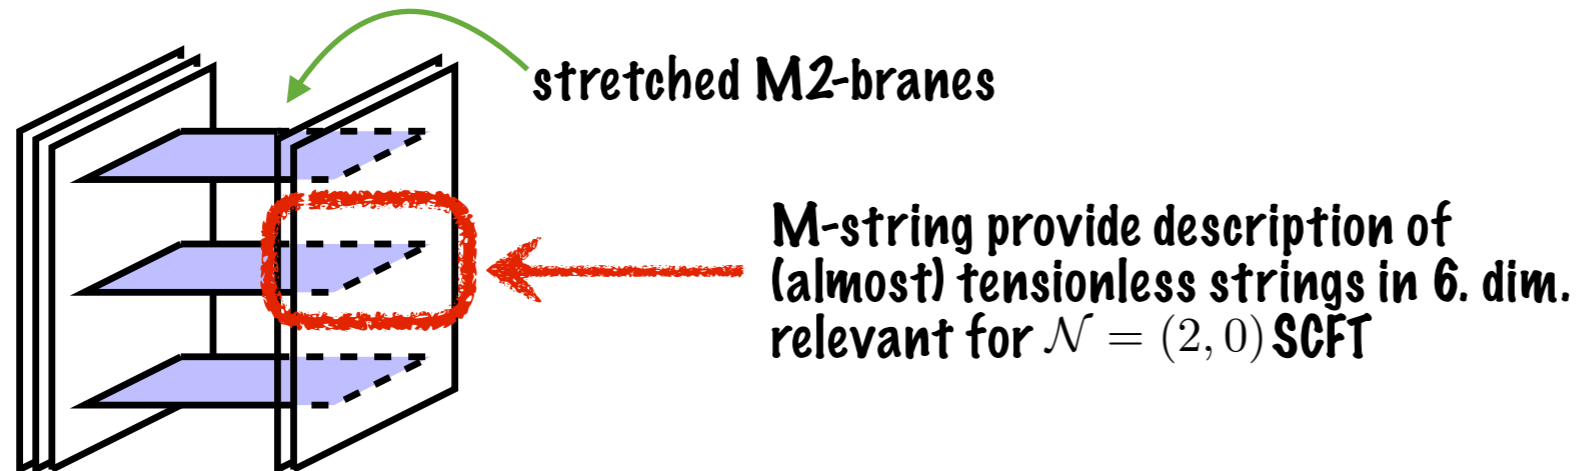 stretched M2-branes
M-string provide description of
(almost) tensionless strings in 6. dim.
relevant for 𝒩 = (2, 0) SCFT